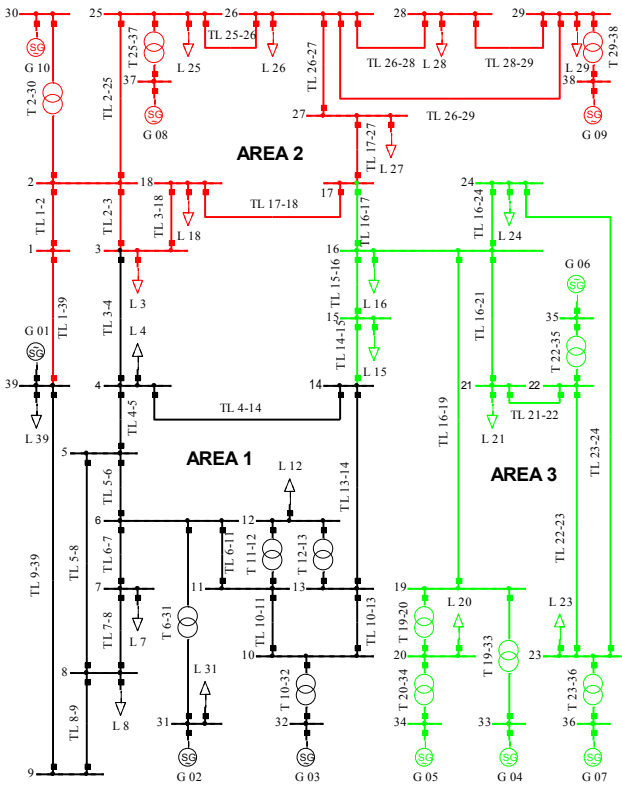 30
25
26
28
29
T 25-37
TL 25-26
T 29-38
G 10
L 25
L 26
TL 26-27
TL 26-28
L 28
TL 28-29
L 29
37
38
T 2-30
TL 2-25
G 08
27
TL 26-29
G 09
AREA 2
TL 17-27
L 27
2
18
17
24
TL 1-2
TL 2-3
TL 3-18
L 18
TL 17-18
TL 16-17
TL 16-24
L 24
1
3
16
G 06
TL 1-39
TL 3-4
L 3
TL 15-16
L 16
TL 16-21
G 01
L 4
15
35
TL 14-15
L 15
T 22-35
39
4
14
21
22
L 39
TL 4-5
TL 4-14
TL 16-19
L 21
TL 21-22
TL 23-24
5
AREA 1
AREA 3
TL 5-6
L 12
TL 13-14
6
12
TL 9-39
TL 5-8
TL 6-7
TL 6-11
T 11-12
T 12-13
TL 22-23
7
11
13
19
TL 7-8
L 7
T 6-31
TL 10-11
TL 10-13
T 19-20
L 20
T 19-33
L 23
8
10
20
23
TL 8-9
L 8
L 31
T 10-32
T 20-34
T 23-36
31
32
34
33
36
9
G 02
G 03
G 05
G 04
G 07
SG
SG
SG
SG
SG
SG
SG
SG
SG
SG